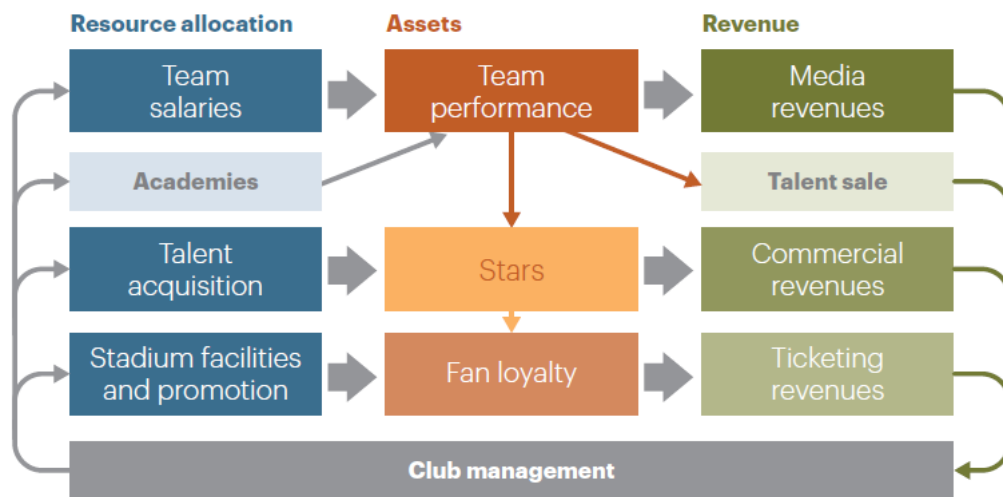 Resource allocation
Assets
Revenue
Team
salaries
Team
performance
Media
revenues
Academies
Talent sale
Talent
acquisition
Stars
Commercial
revenues
Stadium facilities
and promotion
Fan loyalty
Ticketing
revenues
Club management